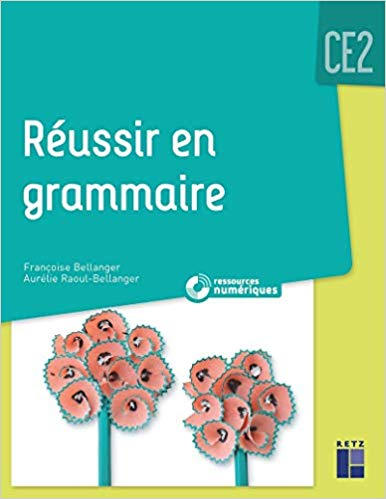 CE2
Réussir en
grammaire
Françoise Bellanger
Aurélie Raoul-Bellanger
ressources
numériques
RETZ